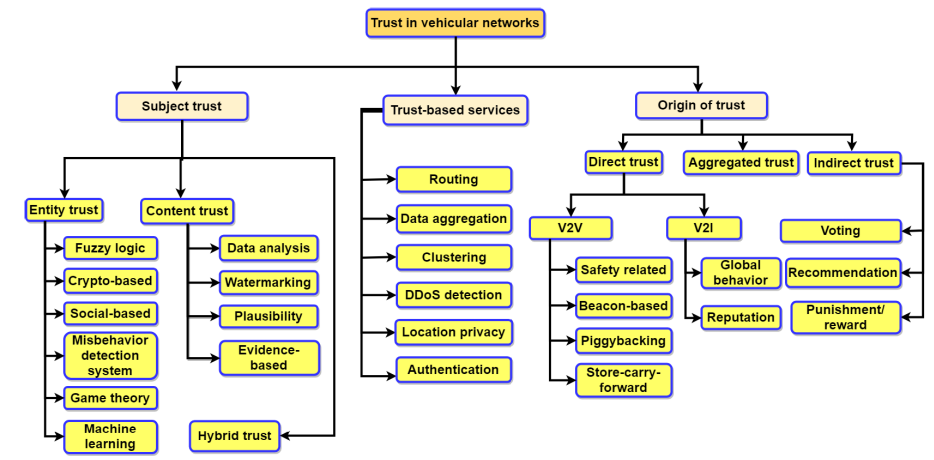 Trust in vehicular networks
Subject trust
Trust-based services
Origin of trust
Entity trust
Fuzzy logic
Crypto-based
Social-based
Misbehavior
detection
system
Game theory
Machine
learning
Content trust
Data analysis
Watermarking
Plausibility
Evidence-
based
Hybrid trust
Routing
Data aggregation
Clustering
DDoS detection
Location privacy
Authentication
Direct trust
Aggregated trust
Indirect trust
V2V
Safety related
Beacon-based
Piggybacking
Store-carry-
forward
V2I
Global
behavior
Reputation
Voting
Recommendation
Punishment/
reward